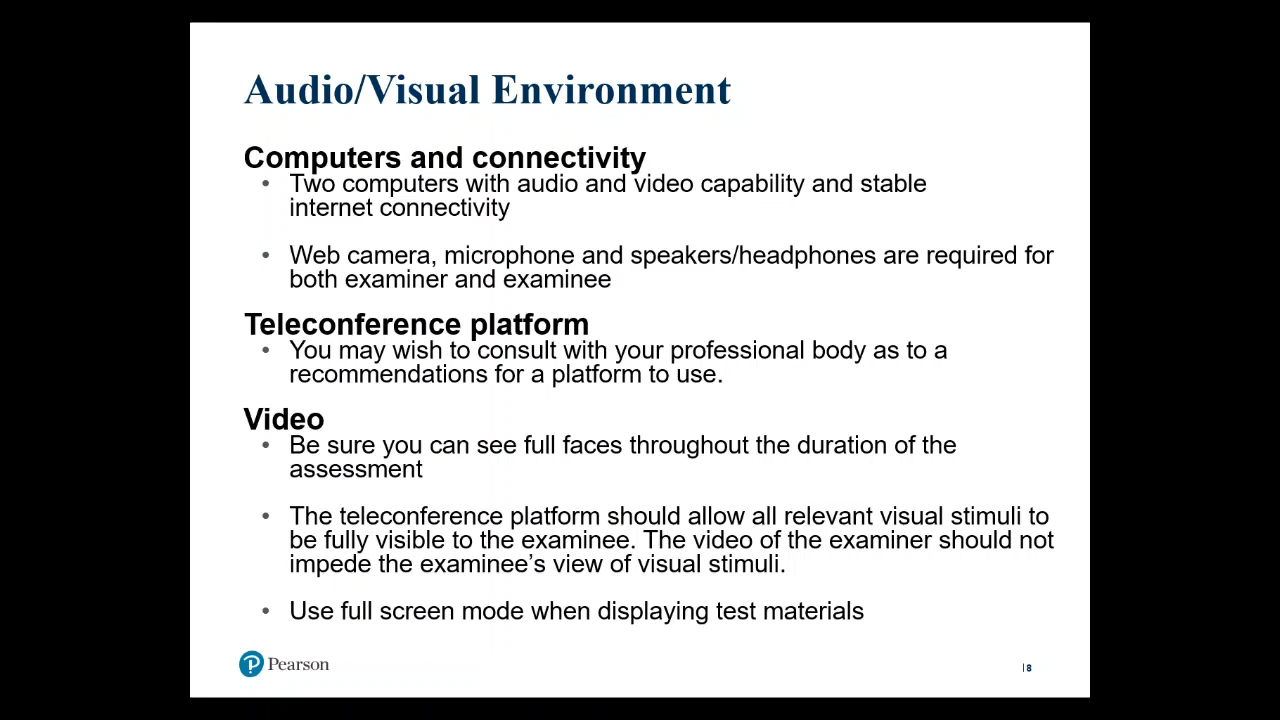 Audio/Visual Environment
Computers and connectivity
• Two computers with audio and video capability and stable
internet connectivity
• Web camera, microphone and speakers/headphones are required for
both examiner and examinee
Teleconference platform
• You may wish to consult with your professional body as to a
recommendations for a platform to use.
Video
• Be sure you can see full faces throughout the duration of the
assessment
• The teleconference platform should allow all relevant visual stimuli to
be fully visible to the examinee. The video of the examiner should not
impede the examinee’s view of visual stimuli.
• Use full screen mode when displaying test materials
Pearson
| 8